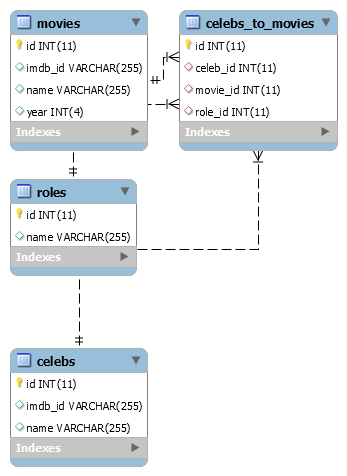 movies
id INT(11)
imdb_id VARCHAR(255)
name VARCHAR(255)
year INT(4)
Indexes
celebs_to_movies
id INT(11)
celeb_id INT(11)
movie_id INT(11)
role_id INT(11)
Indexes
roles
id INT(11)
name VARCHAR(255)
Indexes
celebs
id INT(11)
imdb_id VARCHAR(255)
name VARCHAR(255)
Indexes